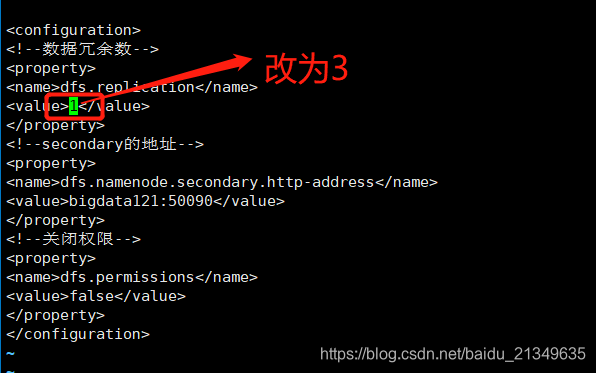 <configuration>
<!--数据冗余数-->
<property>
<name>dfs.replication</name>
<value>1</value>
</property>
<!--secondary的地址-->
<property>
<name>dfs.namenode.secondary.http-address</name>
<value>bigdata121:50090</value>
</property>
<!--关闭权限-->
<property>
<name>dfs.permissions</name>
<value>false</value>
</property>
</configuration>
~
~
改为3
https://blog.csdn.net/baidu_21349635